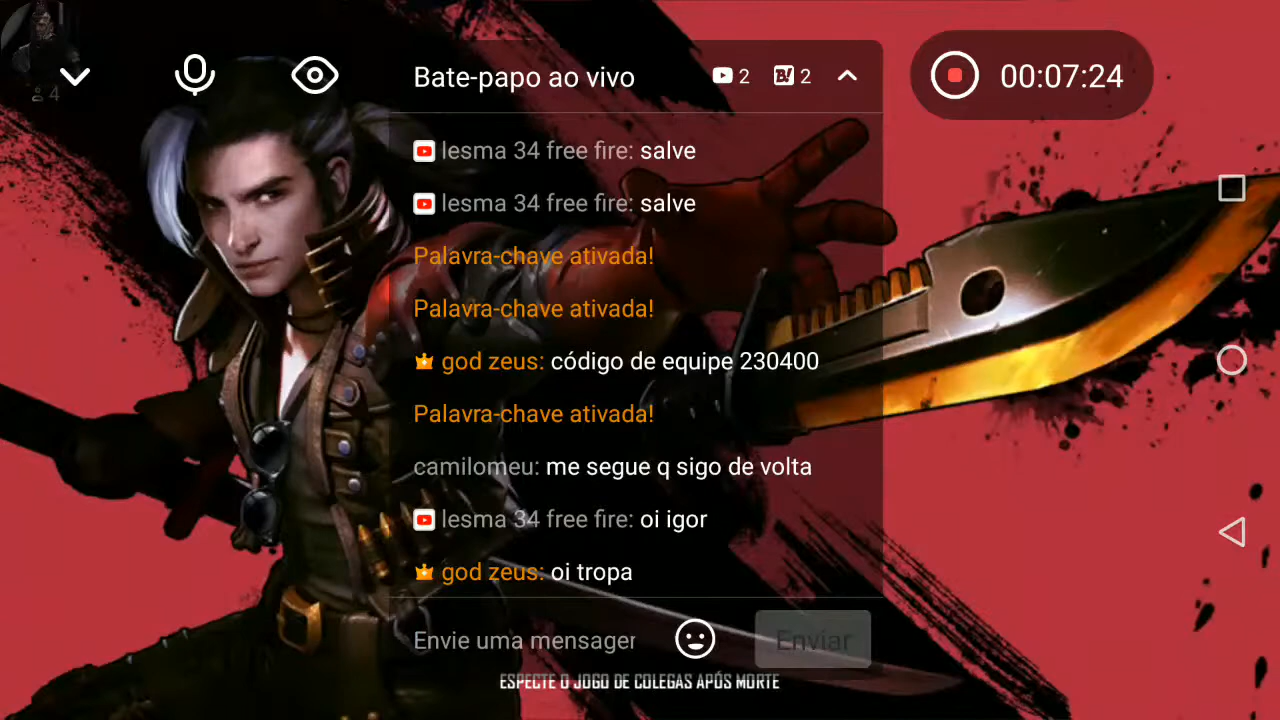 4
Bate-papo ao vivo
2
2
00:07:24
lesma 34 free fire: salve
lesma 34 free fire: salve
Palavra-chave ativada!
Palavra-chave ativada!
god zeus: código de equipe 230400
Palavra-chave ativada!
camilomeu: me segue q sigo de volta
lesma 34 free fire: oi igor
god zeus: oi tropa
Envie uma mensager
Enviar
ESPECTE O JOGO DE COLEGAS APÓS MORTE